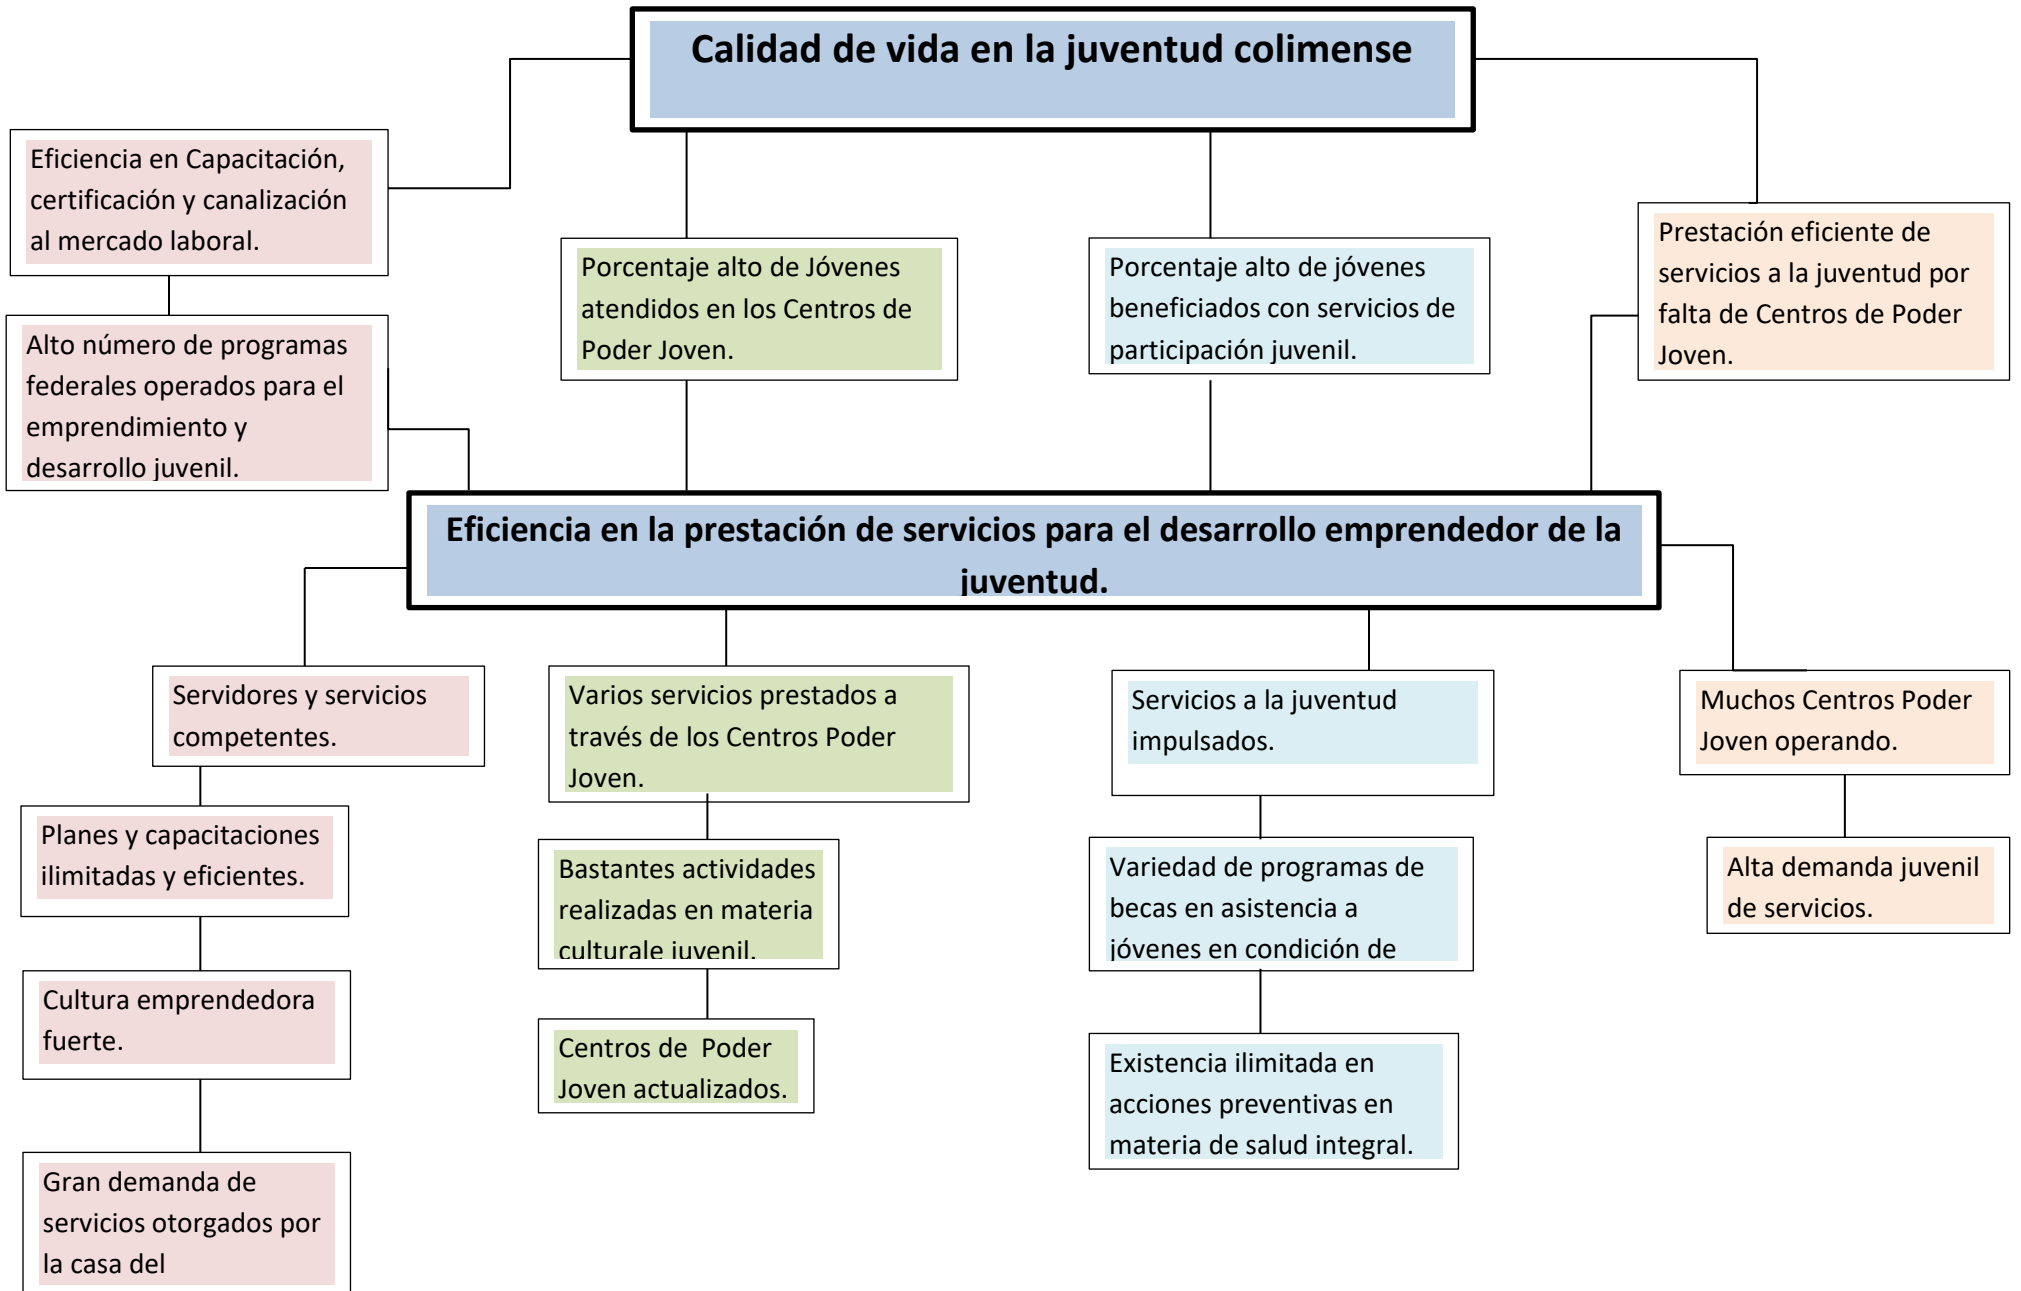 Calidad de vida en la juventud colimense
Eficiencia en Capacitación,
certificación y canalización
al mercado laboral.
Alto número de programas
federales operados para el
emprendimiento y
desarrollo juvenil.
Porcentaje alto de Jóvenes
atendidos en los Centros de
Poder Joven.
Porcentaje alto de jóvenes
beneficiados con servicios de
participación juvenil.
Prestación eficiente de
servicios a la juventud por
falta de Centros de Poder
Joven.
Eficiencia en la prestación de servicios para el desarrollo emprendedor de la
juventud.
Servidores y servicios
competentes.
Planes y capacitaciones
ilimitadas y eficientes.
Cultura emprendedora
fuerte.
Gran demanda de
servicios otorgados por
la casa del
Varios servicios prestados a
través de los Centros Poder
Joven.
Bastantes actividades
realizadas en materia
culturale juvenil.
Centros de  Poder
Joven actualizados.
Servicios a la juventud
impulsados.
Variedad de programas de
becas en asistencia a
jóvenes en condición de
Existencia ilimitada en
acciones preventivas en
materia de salud integral.
Muchos Centros Poder
Joven operando.
Alta demanda juvenil
de servicios.